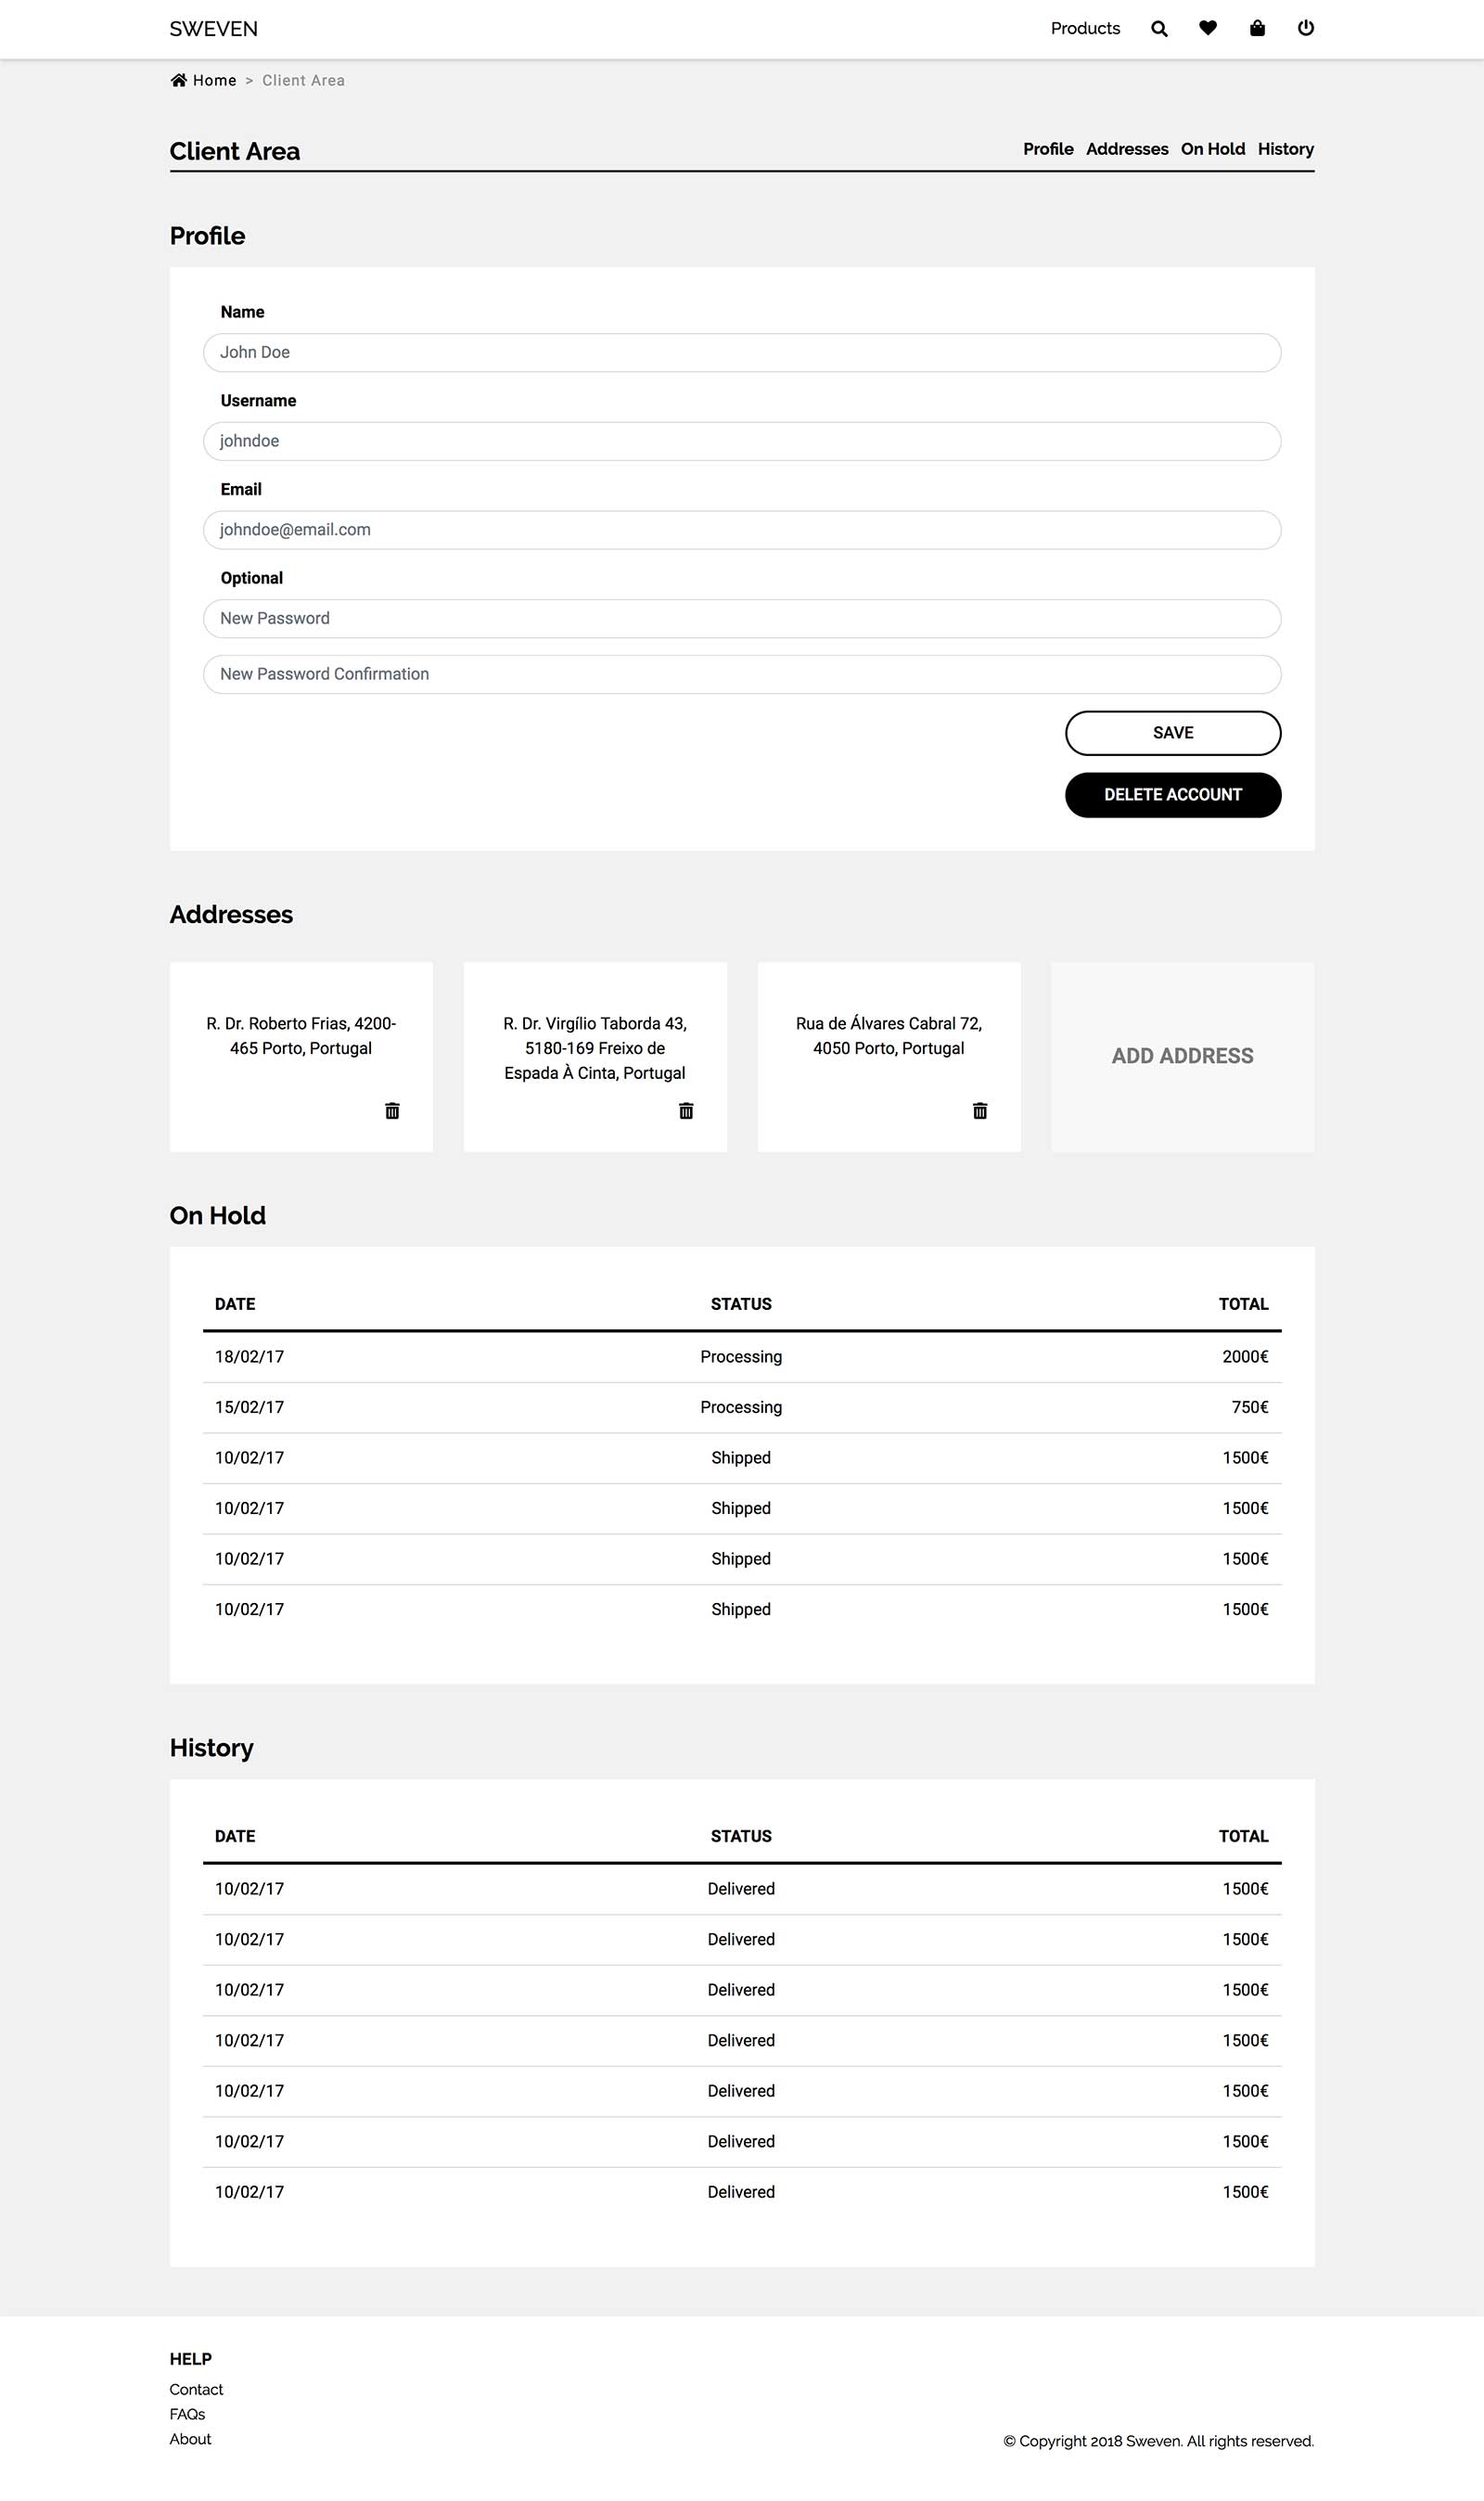 SWEVEN
Products
Home > Client Area
Client Area
Profile Addresses On Hold History
Profile
Name
John Doe
Username
johndoe
Email
johndoe@email.com
Optional
New Password
New Password Confirmation
SAVE
DELETE ACCOUNT
Addresses
R. Dr. Roberto Frias, 4200-
465 Porto, Portugal
R. Dr. Virgílio Taborda 43,
5180-169 Freixo de
Espada À Cinta, Portugal
Rua de Álvares Cabral 72,
4050 Porto, Portugal
ADD ADDRESS
On Hold
DATE STATUS TOTAL
18/02/17 Processing 2000€
15/02/17 Processing 750€
10/02/17 Shipped 1500€
10/02/17 Shipped 1500€
10/02/17 Shipped 1500€
10/02/17 Shipped 1500€
History
DATE STATUS TOTAL
10/02/17 Delivered 1500€
10/02/17 Delivered 1500€
10/02/17 Delivered 1500€
10/02/17 Delivered 1500€
10/02/17 Delivered 1500€
10/02/17 Delivered 1500€
10/02/17 Delivered 1500€
HELP
Contact
FAQs
About
© Copyright 2018 Sweven. All rights reserved.